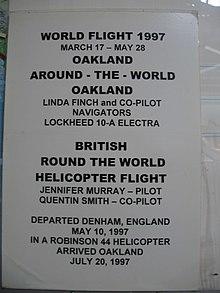 WORLD FLIGHT 1997
MARCH 17 – MAY 28
OAKLAND
AROUND - THE - WORLD
OAKLAND
LINDA FINCH and CO-PILOT
NAVIGATORS
LOCKHEED 10-A ELECTRA
BRITISH
ROUND THE WORLD
HELICOPTER FLIGHT
JENNIFER MURRAY – PILOT
QUENTIN SMITH – CO-PILOT
DEPARTED DENHAM, ENGLAND
MAY 10, 1997
IN A ROBINSON 44 HELICOPTER
ARRIVED OAKLAND
JULY 20, 1997